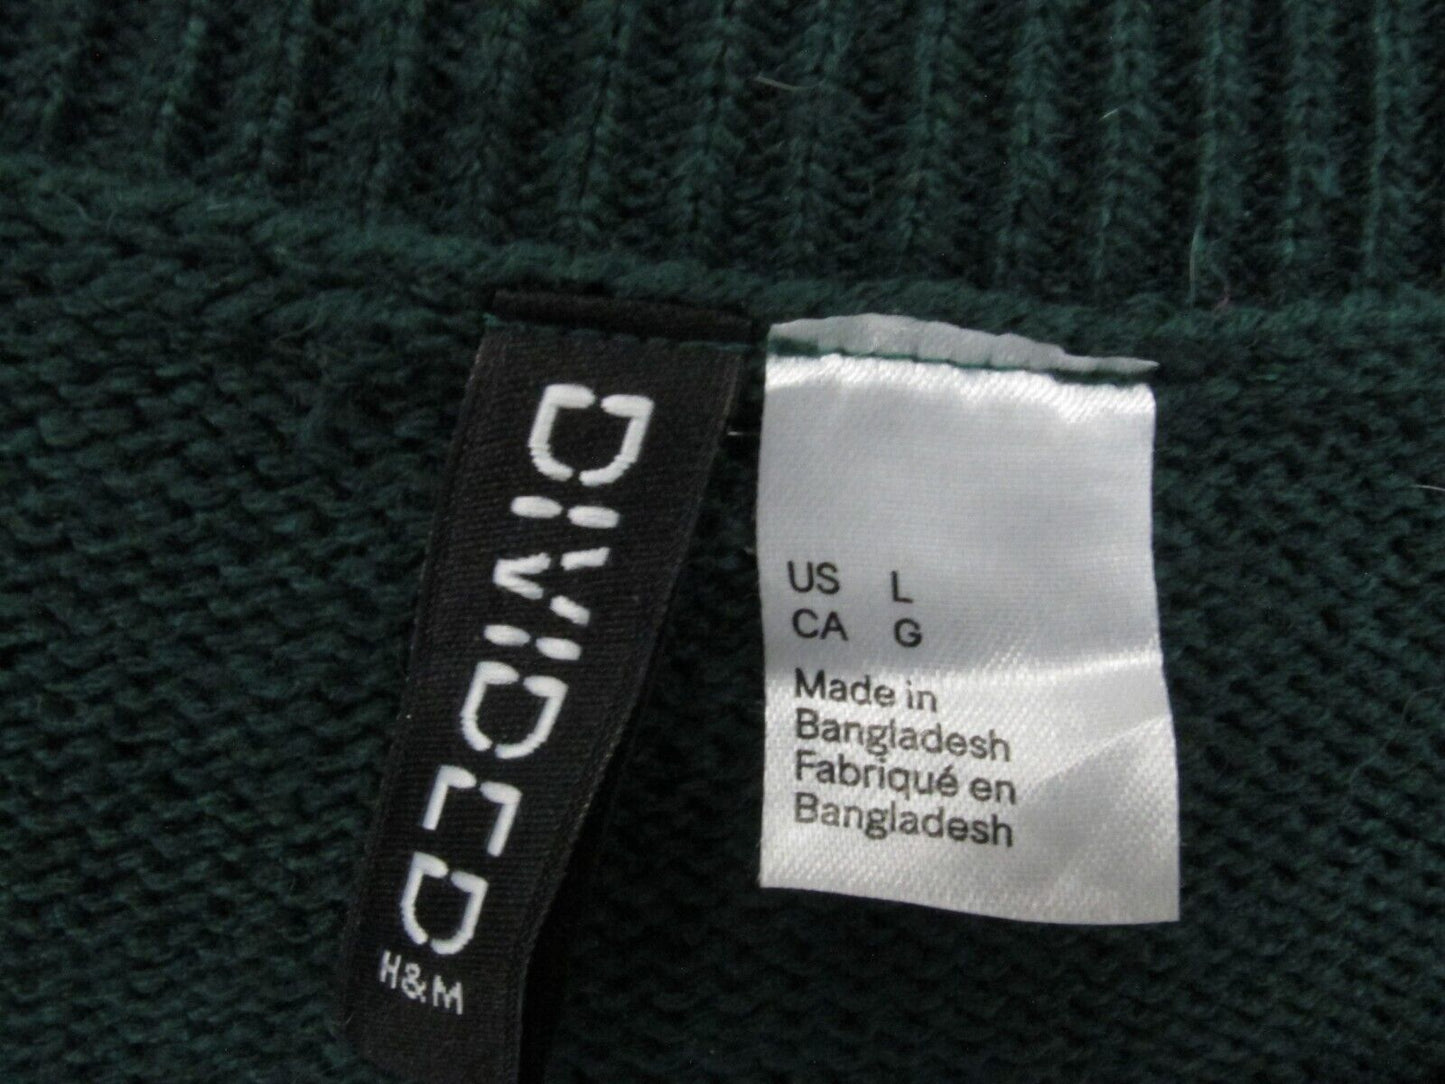 DIVIDED
H&M
US L
CA G
Made in
Bangladesh
Fabriqué en
Bangladesh